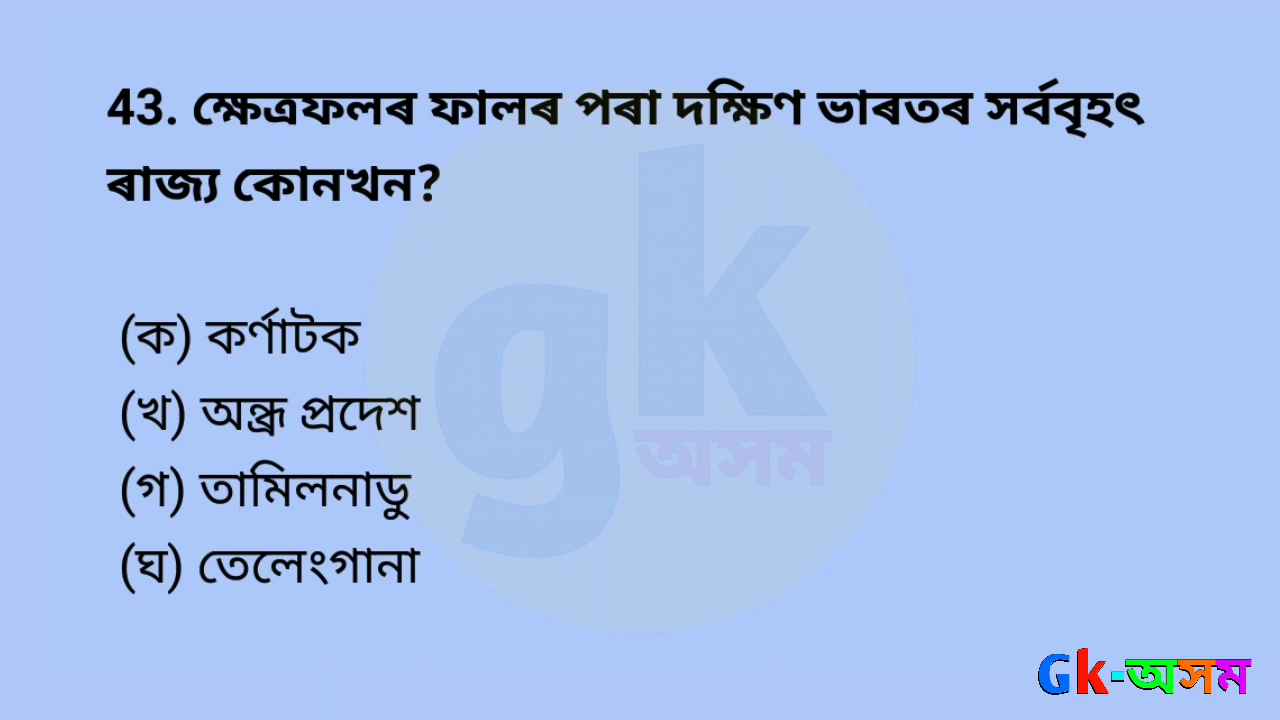 43. ক্ষেত্ৰফলৰ ফালৰ পৰা দক্ষিণ ভাৰতৰ সৰ্ববৃহৎ
ৰাজ্য কোনখন?
(ক) কৰ্ণাটক
(খ) অন্ধ্ৰ প্ৰদেশ
(গ) তামিলনাডু
(ঘ) তেলেংগানা
gk
অসম
Gk-অসম